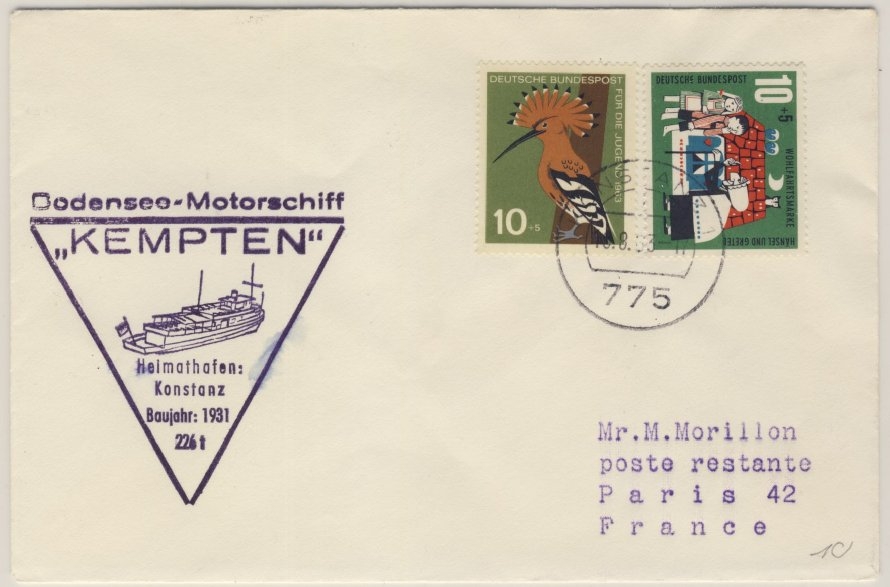 DEUTSCHE BUNDESPOST
FÜR DIE JUGEND 1963
10+5
DEUTSCHE BUNDESPOST
10+5
WOHLFAHRTSMARKE
HÄNSEL UND GRETEL
775
Bodensee-Motorschiff
„KEMPTEN“
Heimathafen:
Konstanz
Baujahr: 1931
226 t
Mr.M.Morillon
poste restante
Paris 42
France